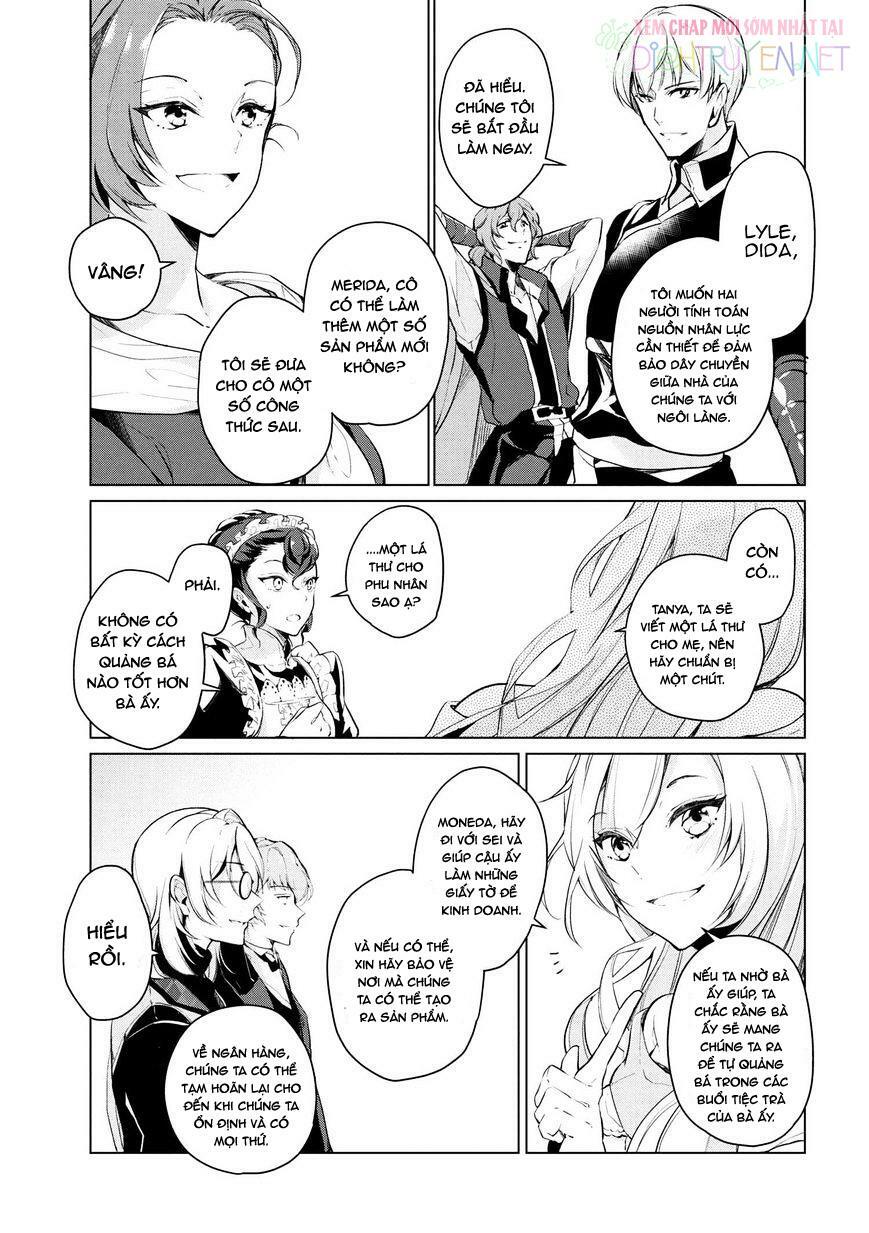 XEM CHAP MỚI SỚM NHẤT TẠI
DICHTRUYEN.NET
LYLE,
DIDA,
TÔI MUỐN HAI
NGƯỜI TÍNH TOÁN
NGUỒN NHÂN LỰC
CẦN THIẾT ĐỂ ĐẢM
BẢO DÂY CHUYỀN
GIỮA NHÀ CỦA
CHÚNG TA VỚI
NGÔI LÀNG.
ĐÃ HIỂU.
CHÚNG TÔI
SẼ BẮT ĐẦU
LÀM NGAY.
MERIDA, CÔ
CÓ THỂ LÀM
THÊM MỘT SỐ
SẢN PHẨM MỚI
KHÔNG?
TÔI SẼ ĐƯA
CHO CÔ MỘT
SỐ CÔNG
THỨC SAU.
VÂNG!
CÒN
CÓ...
TANYA, TA SẼ
VIẾT MỘT LÁ THƯ
CHO MẸ, NÊN
HÃY CHUẨN BỊ
MỘT CHÚT.
....MỘT LÁ
THƯ CHO
PHU NHÂN
SAO Ạ?
PHẢI.
KHÔNG CÓ
BẤT KỲ CÁCH
QUẢNG BÁ
NÀO TỐT HƠN
BÀ ẤY.
NẾU TA NHỜ BÀ
ẤY GIÚP, TA
CHẮC RẰNG BÀ
ẤY SẼ MANG
CHÚNG TA RA
ĐỂ TỰ QUẢNG
BÁ TRONG CÁC
BUỔI TIỆC TRÀ
CỦA BÀ ẤY.
MONEDA, HÃY
ĐI VỚI SEI VÀ
GIÚP CẬU ẤY
LÀM NHỮNG
GIẤY TỜ ĐỂ
KINH DOANH.
VÀ NẾU CÓ THỂ,
XIN HÃY BẢO VỆ
NƠI MÀ CHÚNG
TA CÓ THỂ TẠO
RA SẢN PHẨM.
VỀ NGÂN HÀNG,
CHÚNG TA CÓ THỂ
TẠM HOÃN LẠI CHO
ĐẾN KHI CHÚNG TA
ỔN ĐỊNH VÀ CÓ
MỌI THỨ.
HIỂU
RỒI.